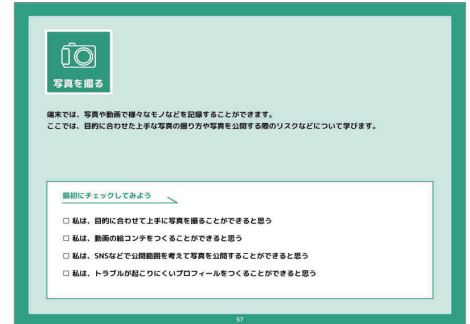 写真を撮る
端末では、写真や動画で様々なモノなどを記録することができます。
ここでは、目的に合わせた上手な写真の撮り方や写真を公開する際のリスクなどについて学びます。
最初にチェックしてみよう
□ 私は、目的に合わせて上手に写真を撮ることができると思う
□ 私は、動画の絵コンテをつくることができると思う
□ 私は、SNSなどで公開範囲を考えて写真を公開することができると思う
□ 私は、トラブルが起こりにくいプロフィールをつくることができると思う
57